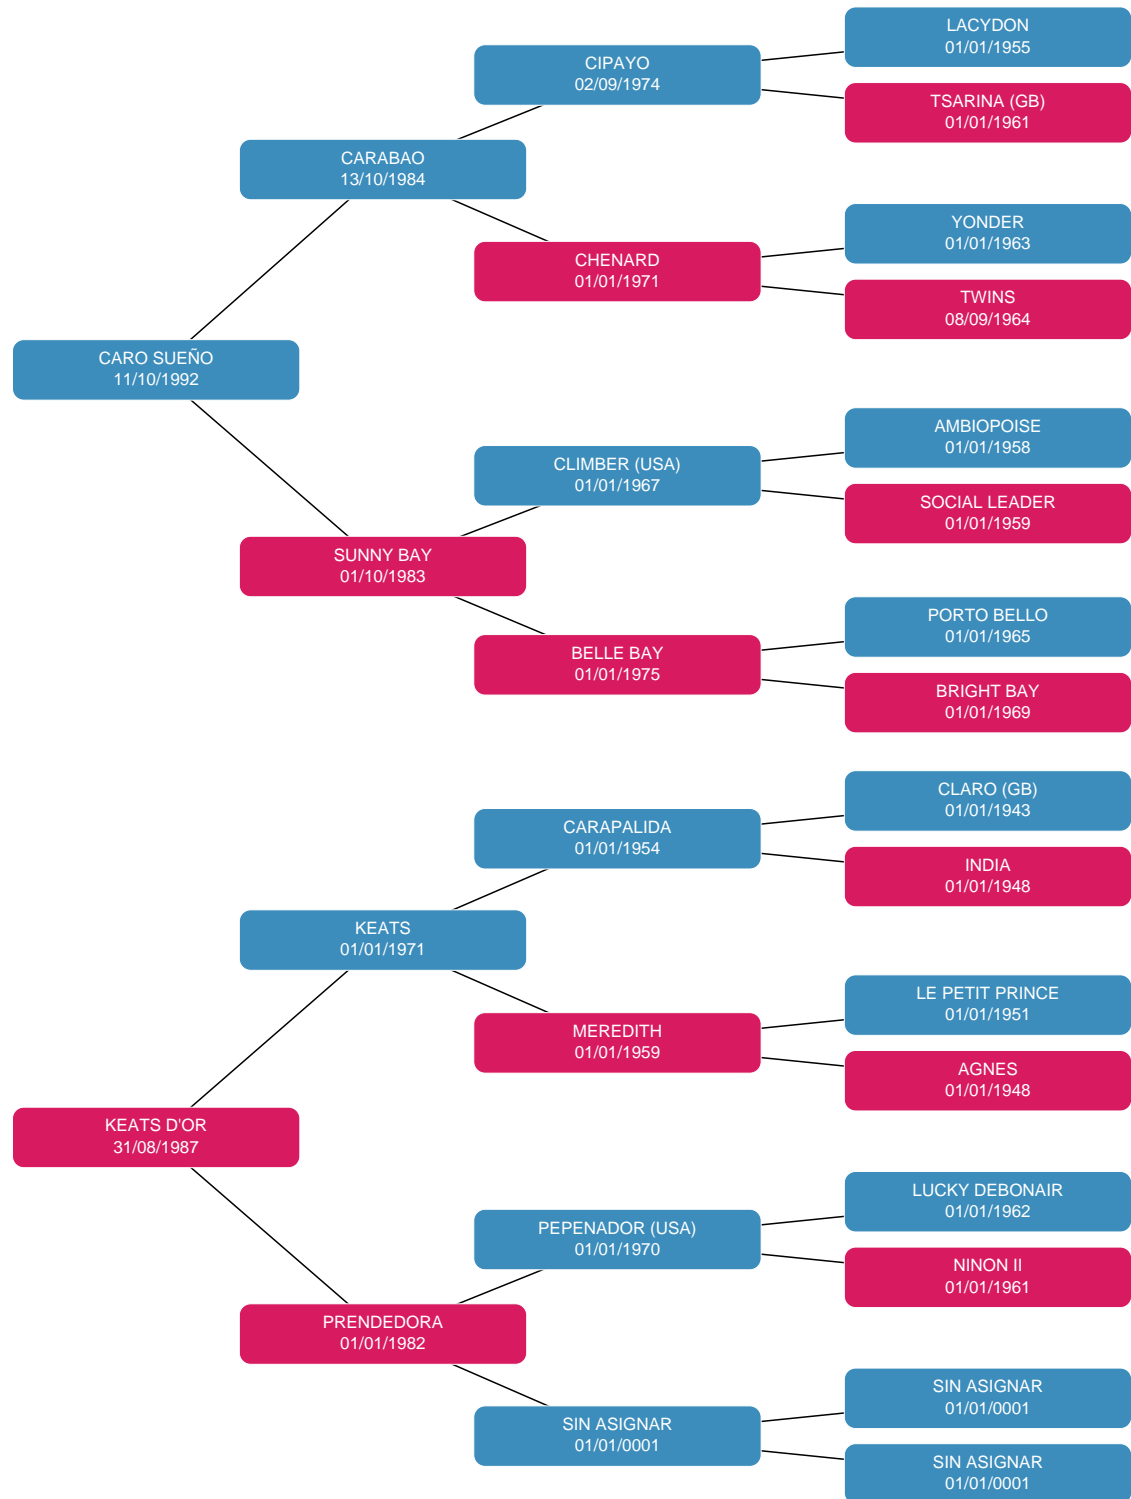 LACYDON
01/01/1955
CIPAYO
02/09/1974
TSARINA (GB)
01/01/1961
CARABAO
13/10/1984
YONDER
01/01/1963
CHENARD
01/01/1971
TWINS
08/09/1964
CARO SUEÑO
11/10/1992
AMBIOPOISE
01/01/1958
CLIMBER (USA)
01/01/1967
SOCIAL LEADER
01/01/1959
SUNNY BAY
01/10/1983
PORTO BELLO
01/01/1965
BELLE BAY
01/01/1975
BRIGHT BAY
01/01/1969
CLARO (GB)
01/01/1943
CARAPALIDA
01/01/1954
INDIA
01/01/1948
KEATS
01/01/1971
LE PETIT PRINCE
01/01/1951
MEREDITH
01/01/1959
AGNES
01/01/1948
KEATS D'OR
31/08/1987
LUCKY DEBONAIR
01/01/1962
PEPENADOR (USA)
01/01/1970
NINON II
01/01/1961
PRENDEDORA
01/01/1982
SIN ASIGNAR
01/01/0001
SIN ASIGNAR
01/01/0001
SIN ASIGNAR
01/01/0001